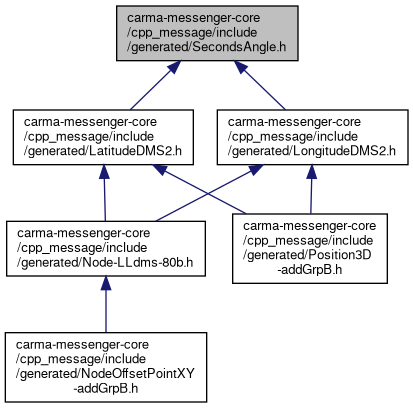 carma-messenger-core
/cpp_message/include
/generated/SecondsAngle.h
carma-messenger-core
/cpp_message/include
/generated/LatitudeDMS2.h
carma-messenger-core
/cpp_message/include
/generated/LongitudeDMS2.h
carma-messenger-core
/cpp_message/include
/generated/Node-LLdms-80b.h
carma-messenger-core
/cpp_message/include
/generated/Position3D
-addGrpB.h
carma-messenger-core
/cpp_message/include
/generated/NodeOffsetPointXY
-addGrpB.h